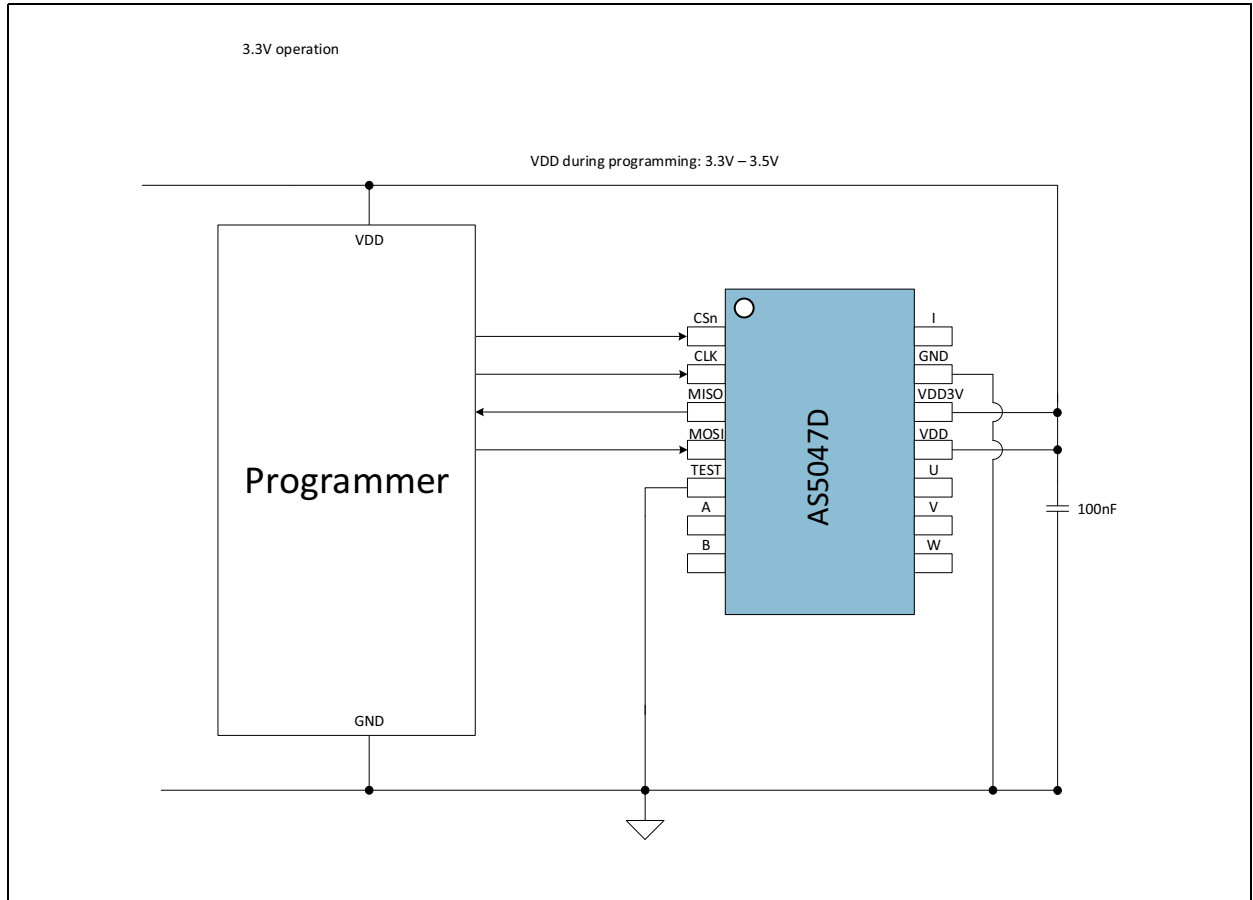 3.3V operation
VDD during programming: 3.3V – 3.5V
VDD
Programmer
GND
CSn
CLK
MISO
MOSI
TEST
A
B
AS5047D
I
GND
VDD3V
VDD
U
V
W
100nF